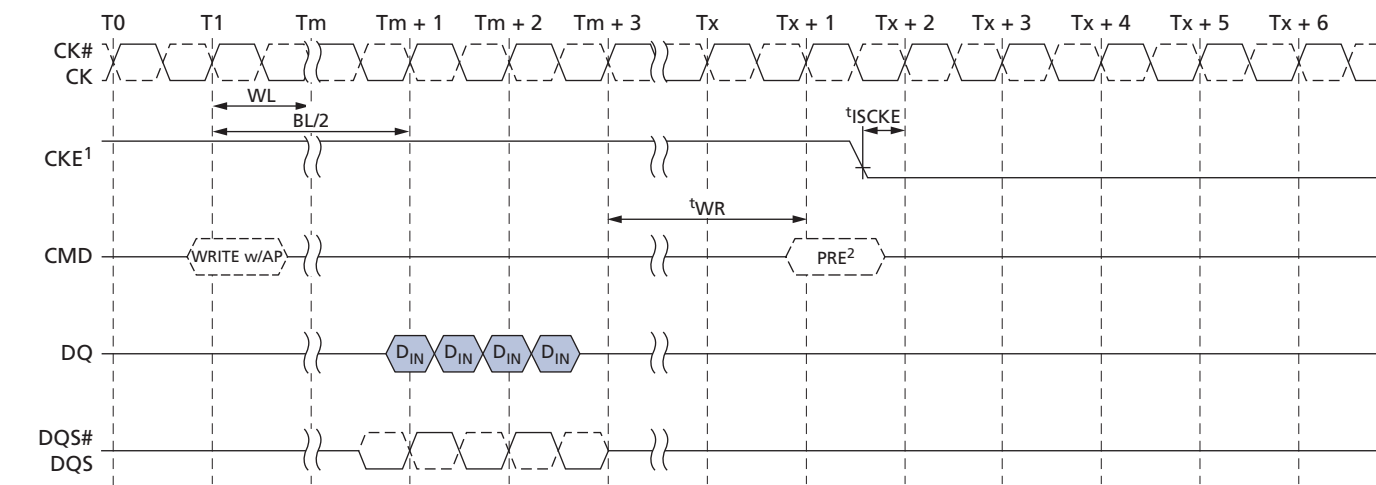 T0 T1 Tm Tm + 1 Tm + 2 Tm + 3 Tx Tx + 1 Tx + 2 Tx + 3 Tx + 4 Tx + 5 Tx + 6
CK#
CK
WL
BL/2
tISCKE
CKE1
tWR
CMD WRITE w/AP PRE2
DQ DIN DIN DIN DIN
DQS#
DQS